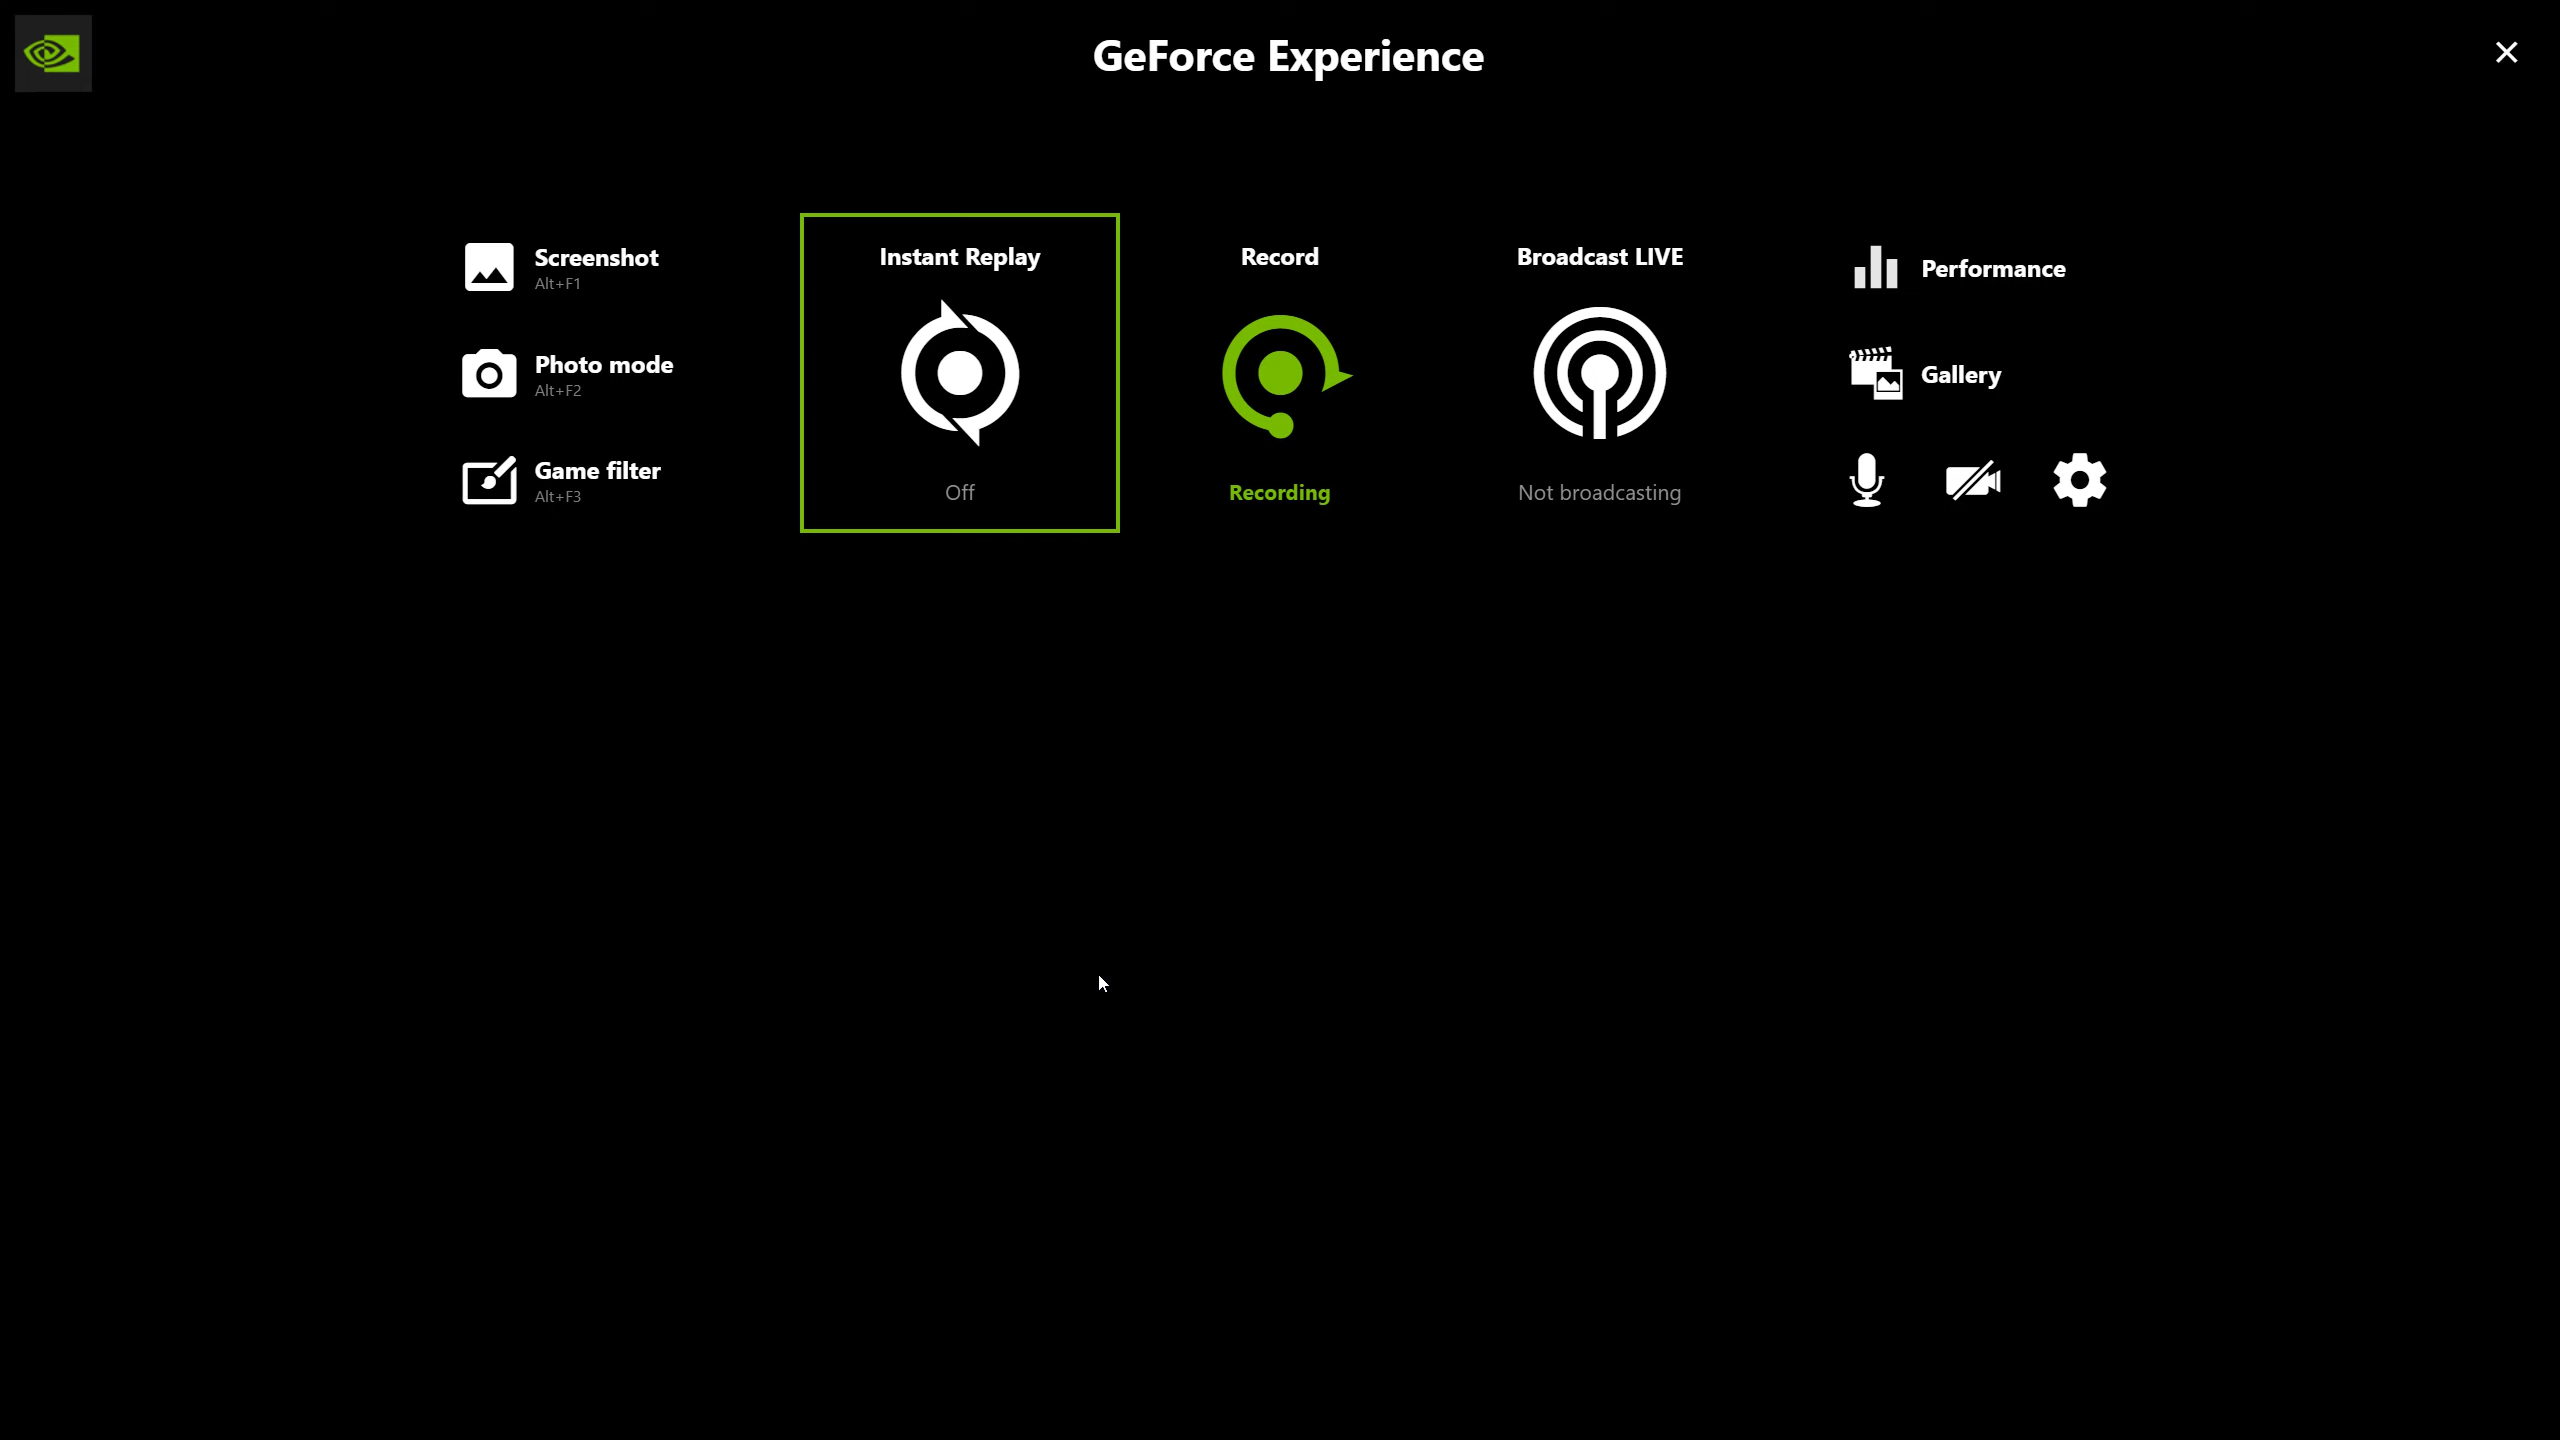 GeForce Experience
Screenshot
Alt+F1
Photo mode
Alt+F2
Game filter
Alt+F3
Instant Replay
Off
Record
Recording
Broadcast LIVE
Not broadcasting
Performance
Gallery